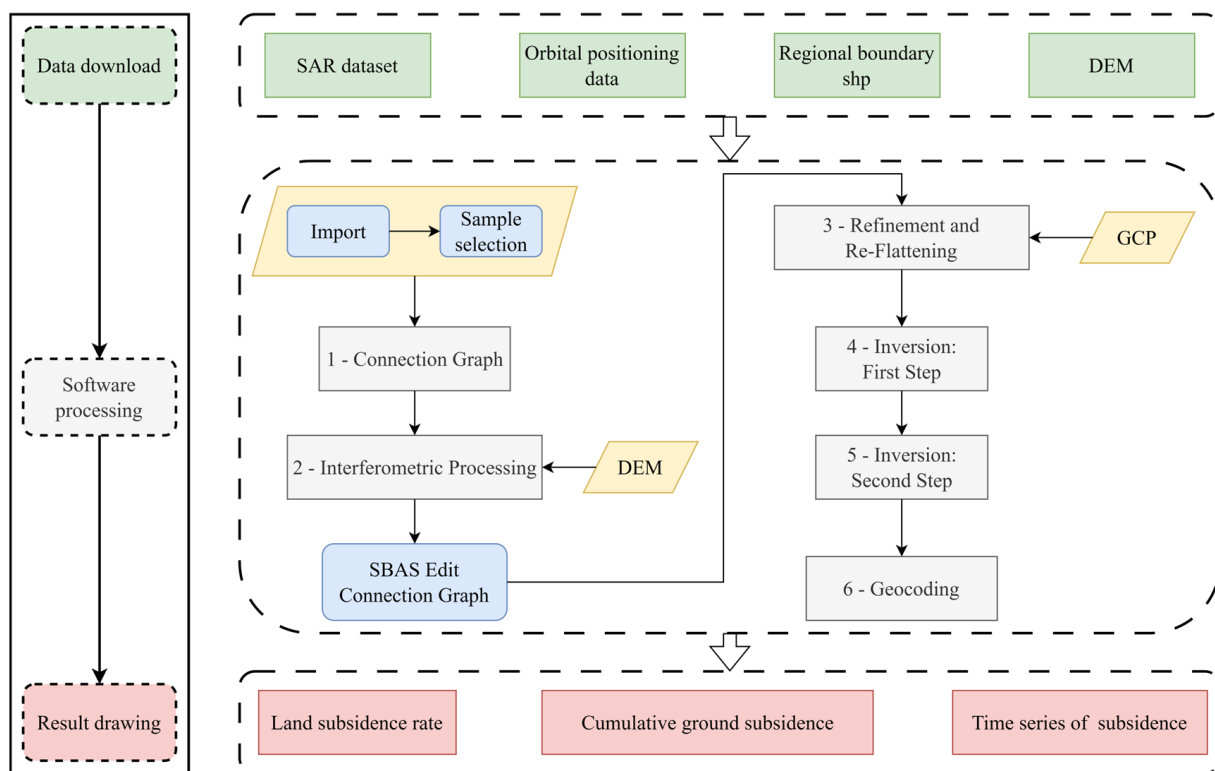 Data download
SAR dataset
Orbital positioning
data
Regional boundary
shp
DEM
Software
processing
Import
Sample
selection
1 - Connection Graph
2 - Interferometric Processing
DEM
SBAS Edit
Connection Graph
3 - Refinement and
Re-Flattening
GCP
4 - Inversion:
First Step
5 - Inversion:
Second Step
6 - Geocoding
Result drawing
Land subsidence rate
Cumulative ground subsidence
Time series of subsidence